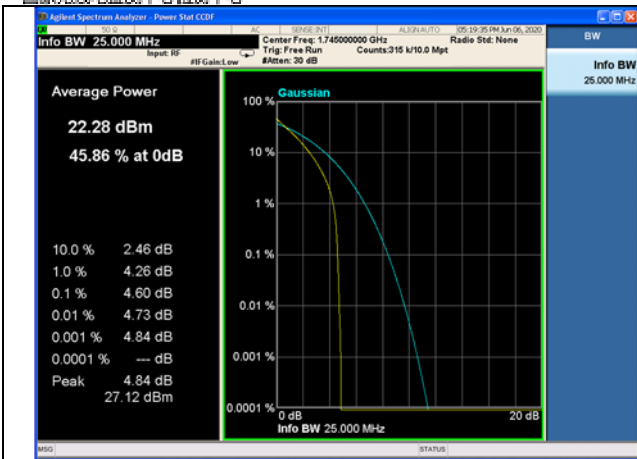 Agilent Spectrum Analyzer - Power Stat CCDF
50 Ω AC SENSE:INT ALIGN AUTO 05:19:35 PM Jun 06, 2020
Info BW 25.000 MHz
Center Freq: 1.745000000 GHz Radio Std: None
Input: RF Trig: Free Run Counts:315 k/10.0 Mpt
#IFGain:Low #Atten: 30 dB
BW
Info BW
25.000 MHz
Average Power
22.28 dBm
45.86 % at 0dB
10.0 % 2.46 dB
1.0 % 4.26 dB
0.1 % 4.60 dB
0.01 % 4.73 dB
0.001 % 4.84 dB
0.0001 % --- dB
Peak 4.84 dB
27.12 dBm
Gaussian
100 %
10 %
1 %
0.1 %
0.01 %
0.001 %
0.0001 %
0 dB 20 dB
Info BW 25.000 MHz
MSG STATUS